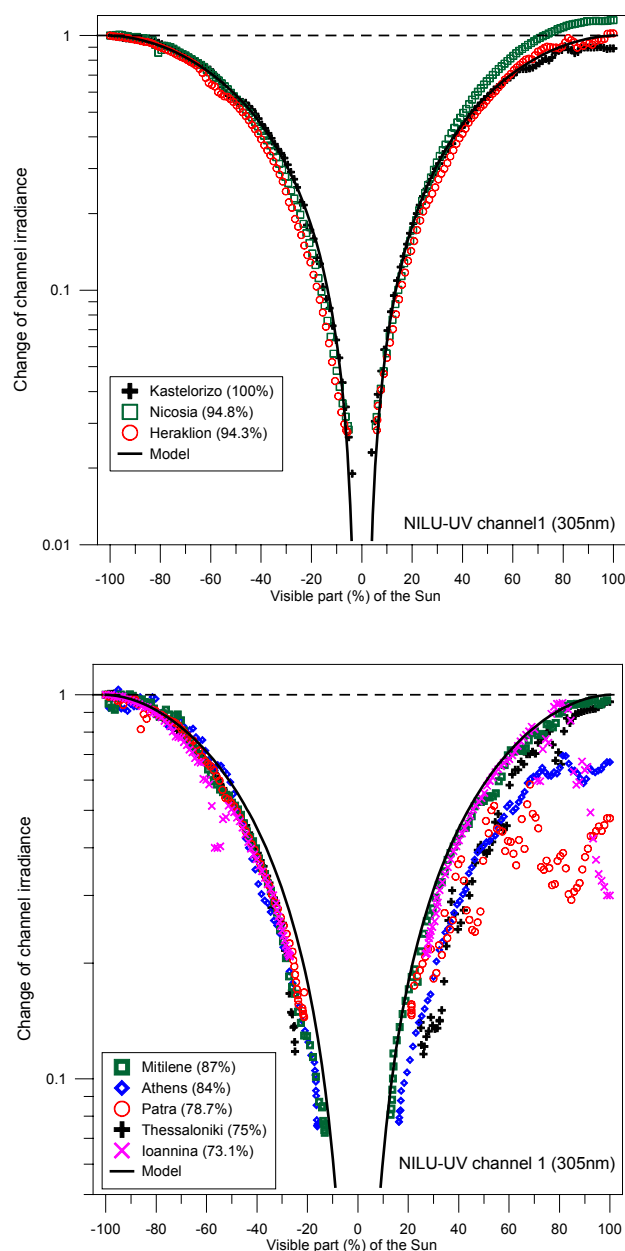 1
0.1
0.01
Change of channel irradiance
Kastelorizo (100%)
Nicosia (94.8%)
Heraklion (94.3%)
Model
NILU-UV channel1 (305nm)
-100 -80 -60 -40 -20 0 20 40 60 80 100
Visible part (%) of the Sun
1
0.1
Change of channel irradiance
Mitilene (87%)
Athens (84%)
Patra (78.7%)
Thessaloniki (75%)
Ioannina (73.1%)
Model
NILU-UV channel 1 (305nm)
-100 -80 -60 -40 -20 0 20 40 60 80 100
Visible part (%) of the Sun